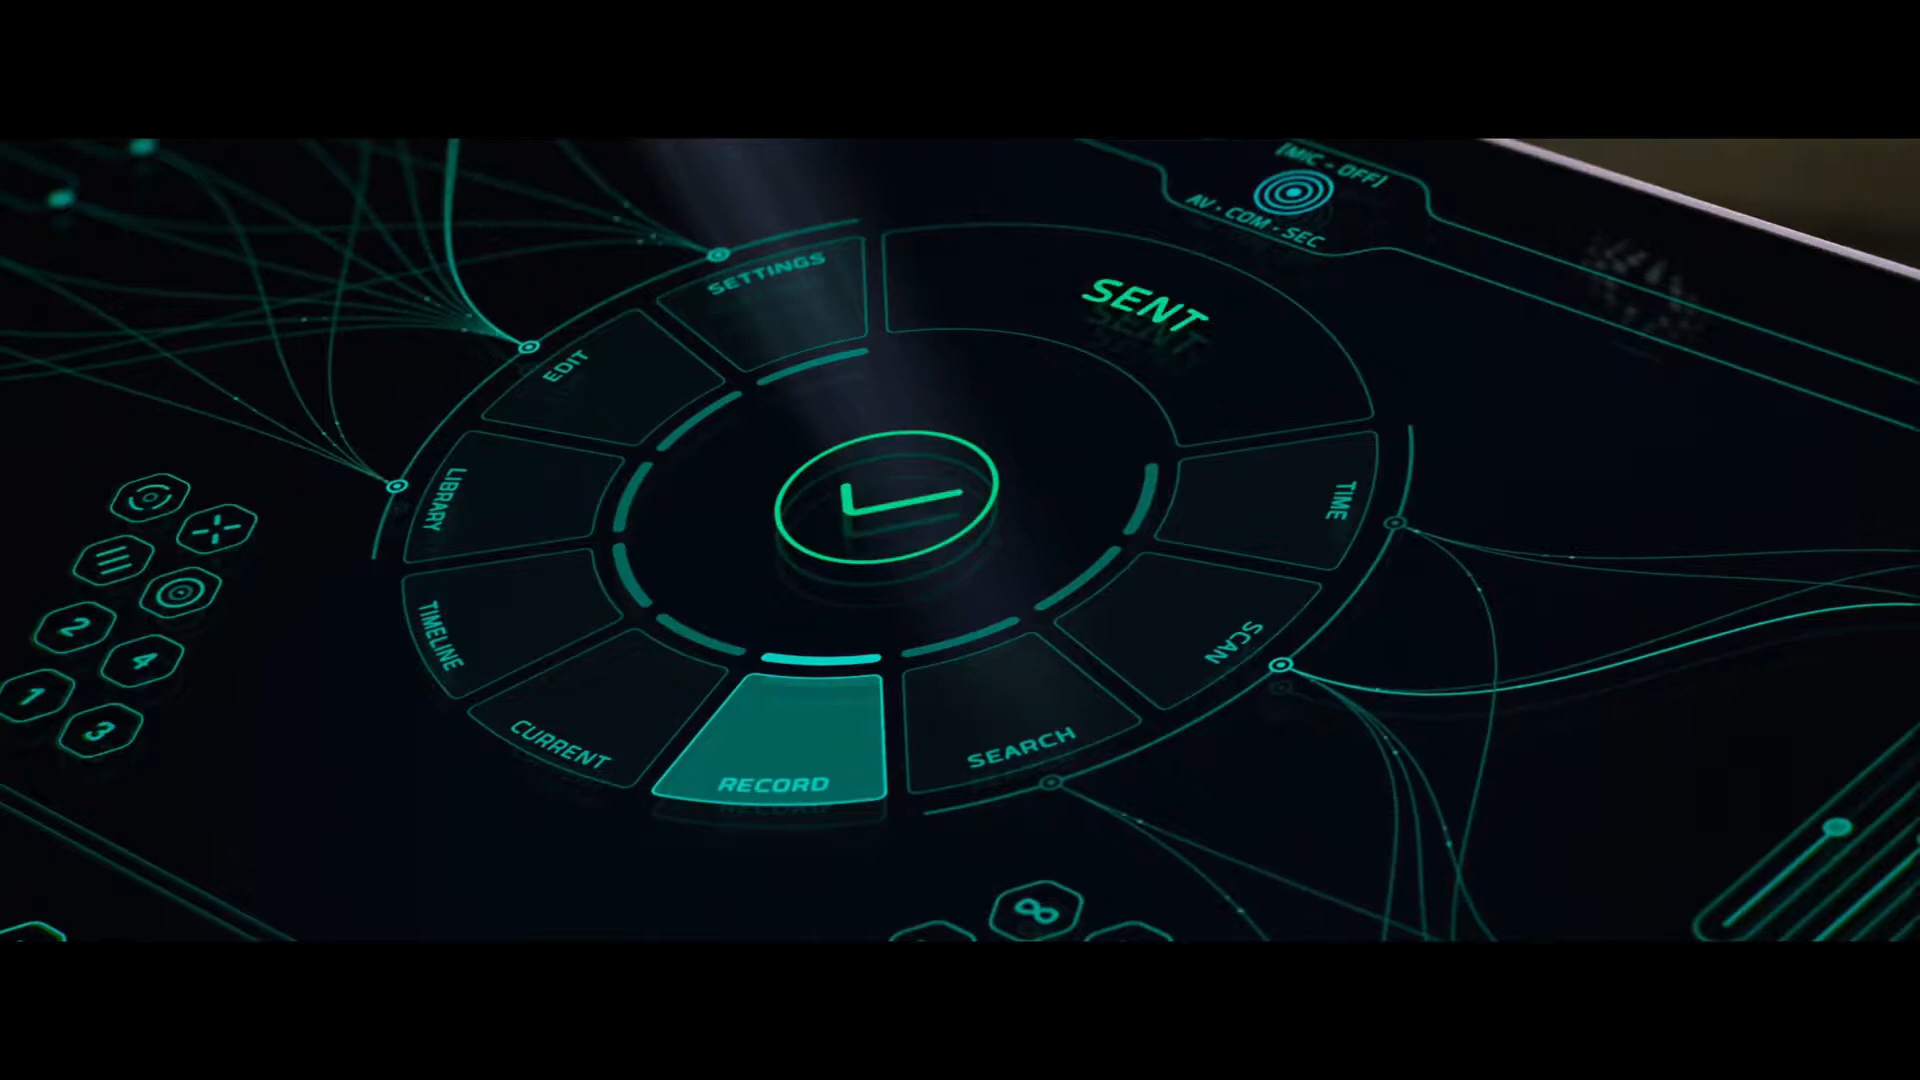 [MIC - OFF]
AV • COM • SEC
SETTINGS
SENT
EDIT
LIBRARY
TIME
TIMELINE
SCAN
CURRENT
RECORD
SEARCH
2
4
1
3